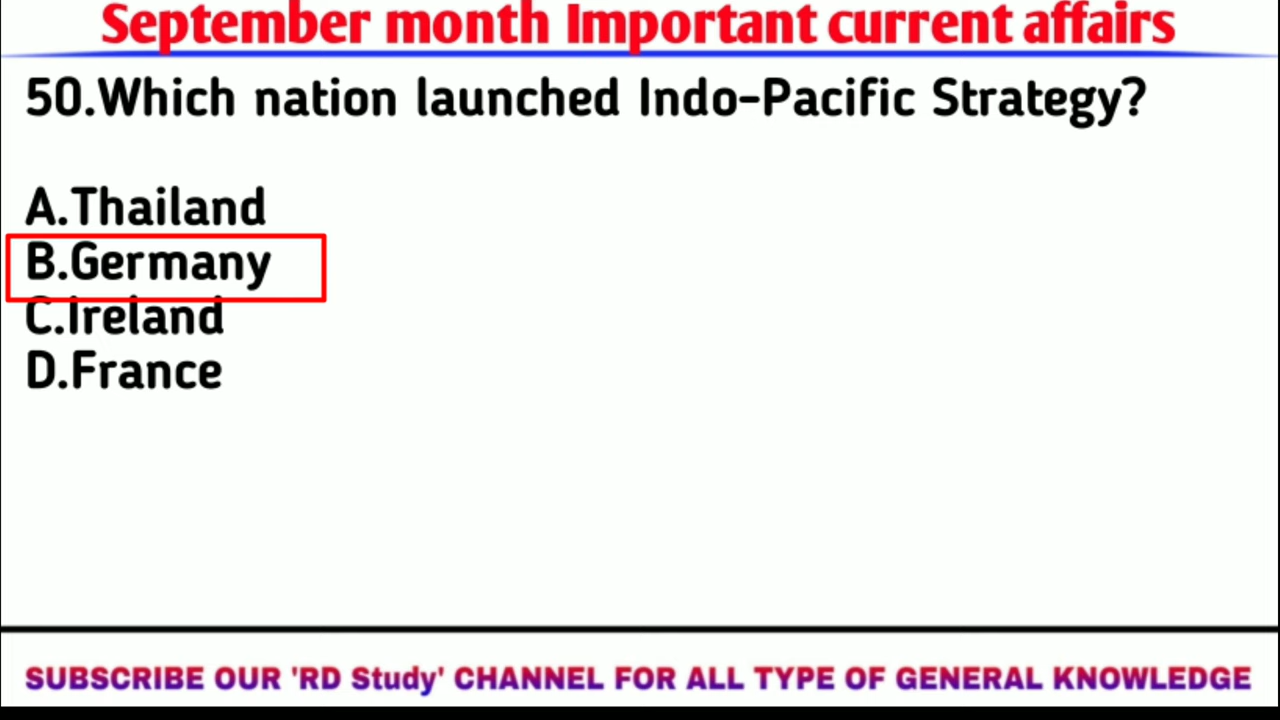 September month Important current affairs
50.Which nation launched Indo-Pacific Strategy?
A.Thailand
B.Germany
C.Ireland
D.France
SUBSCRIBE OUR 'RD Study' CHANNEL FOR ALL TYPE OF GENERAL KNOWLEDGE